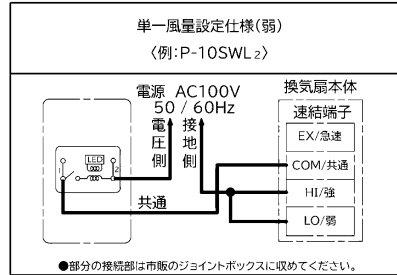 単一風量設定仕様(弱)
〈例:P-10SWL2〉
電源 AC100V
50 / 60Hz
電圧側
接地側
換気扇本体
速結端子
EX/急速
COM/共通
HI/強
LO/弱
LED
1
2
共通
●部分の接続部は市販のジョイントボックスに収めてください。